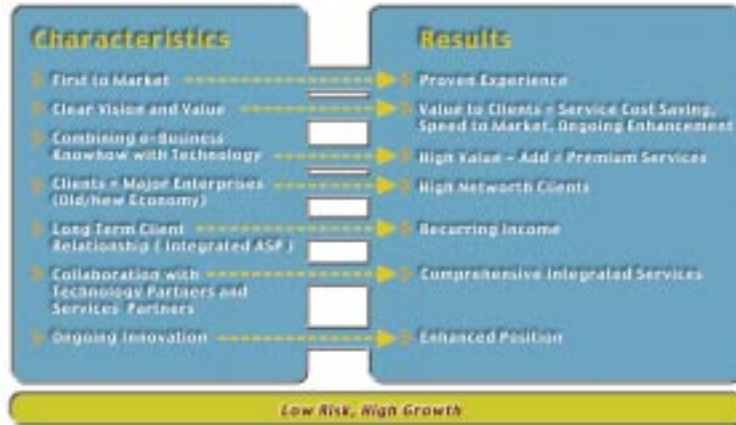 Characteristics
First to Market
Clear Vision and Value
Combining e-Business
Knowhow with Technology
Clients = Major Enterprises
(Old/New Economy)
Long Term Client
Relationship ( Integrated ASP )
Collaboration with
Technology Partners and
Services Partners
Ongoing Innovation
Results
Proven Experience
Value to Clients = Service Cost Saving,
Speed to Market, Ongoing Enhancement
High Value - Add = Premium Services
High Networth Clients
Recurring Income
Comprehensive Integrated Services
Enhanced Position
Low Risk, High Growth